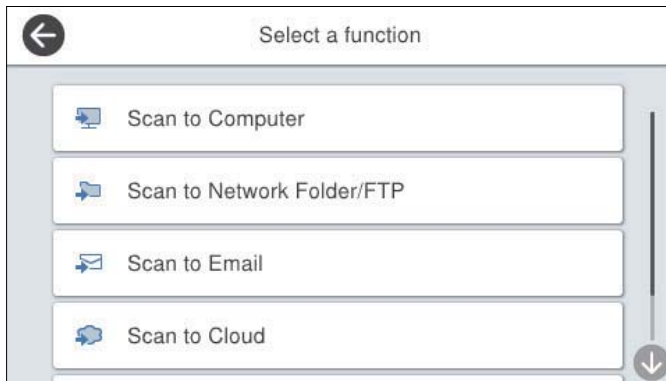 Select a function
Scan to Computer
Scan to Network Folder/FTP
Scan to Email
Scan to Cloud